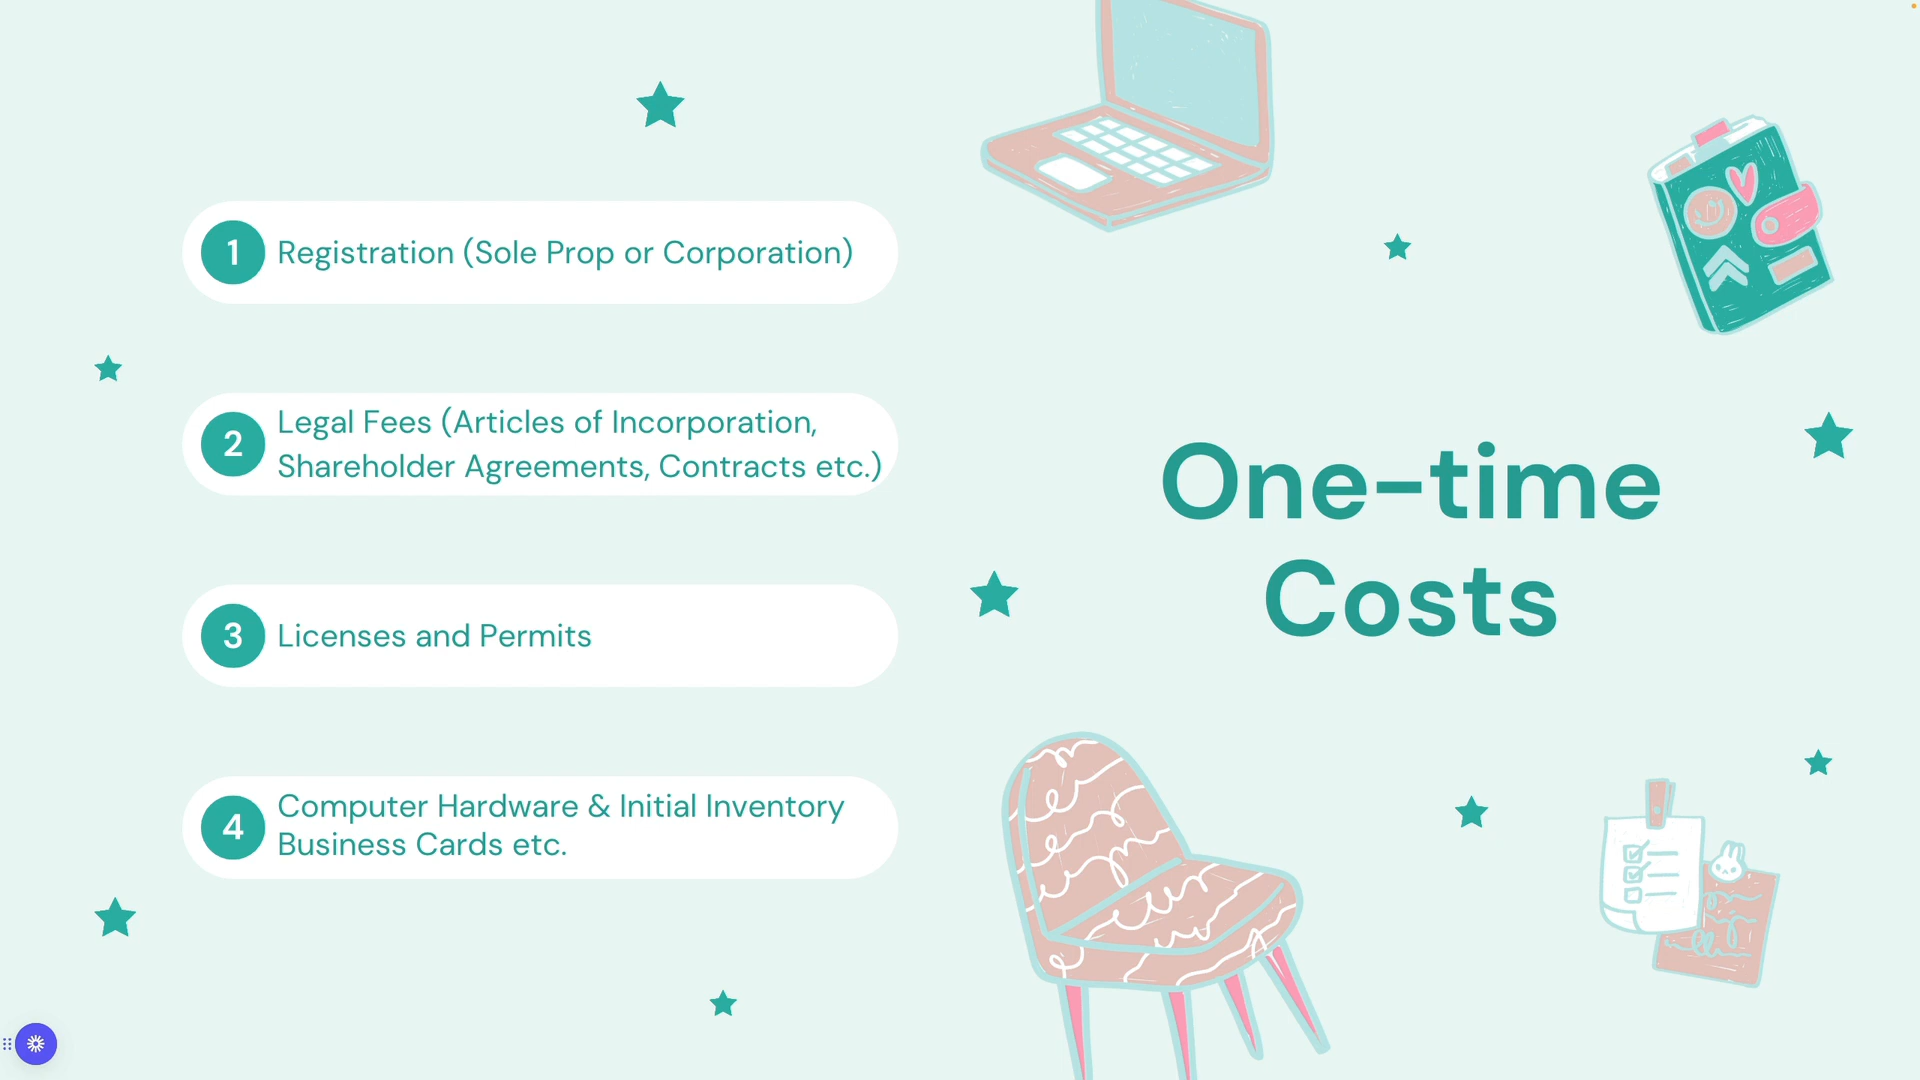 1 Registration (Sole Prop or Corporation)
2 Legal Fees (Articles of Incorporation,
Shareholder Agreements, Contracts etc.)
3 Licenses and Permits
4 Computer Hardware & Initial Inventory
Business Cards etc.
One-time
Costs